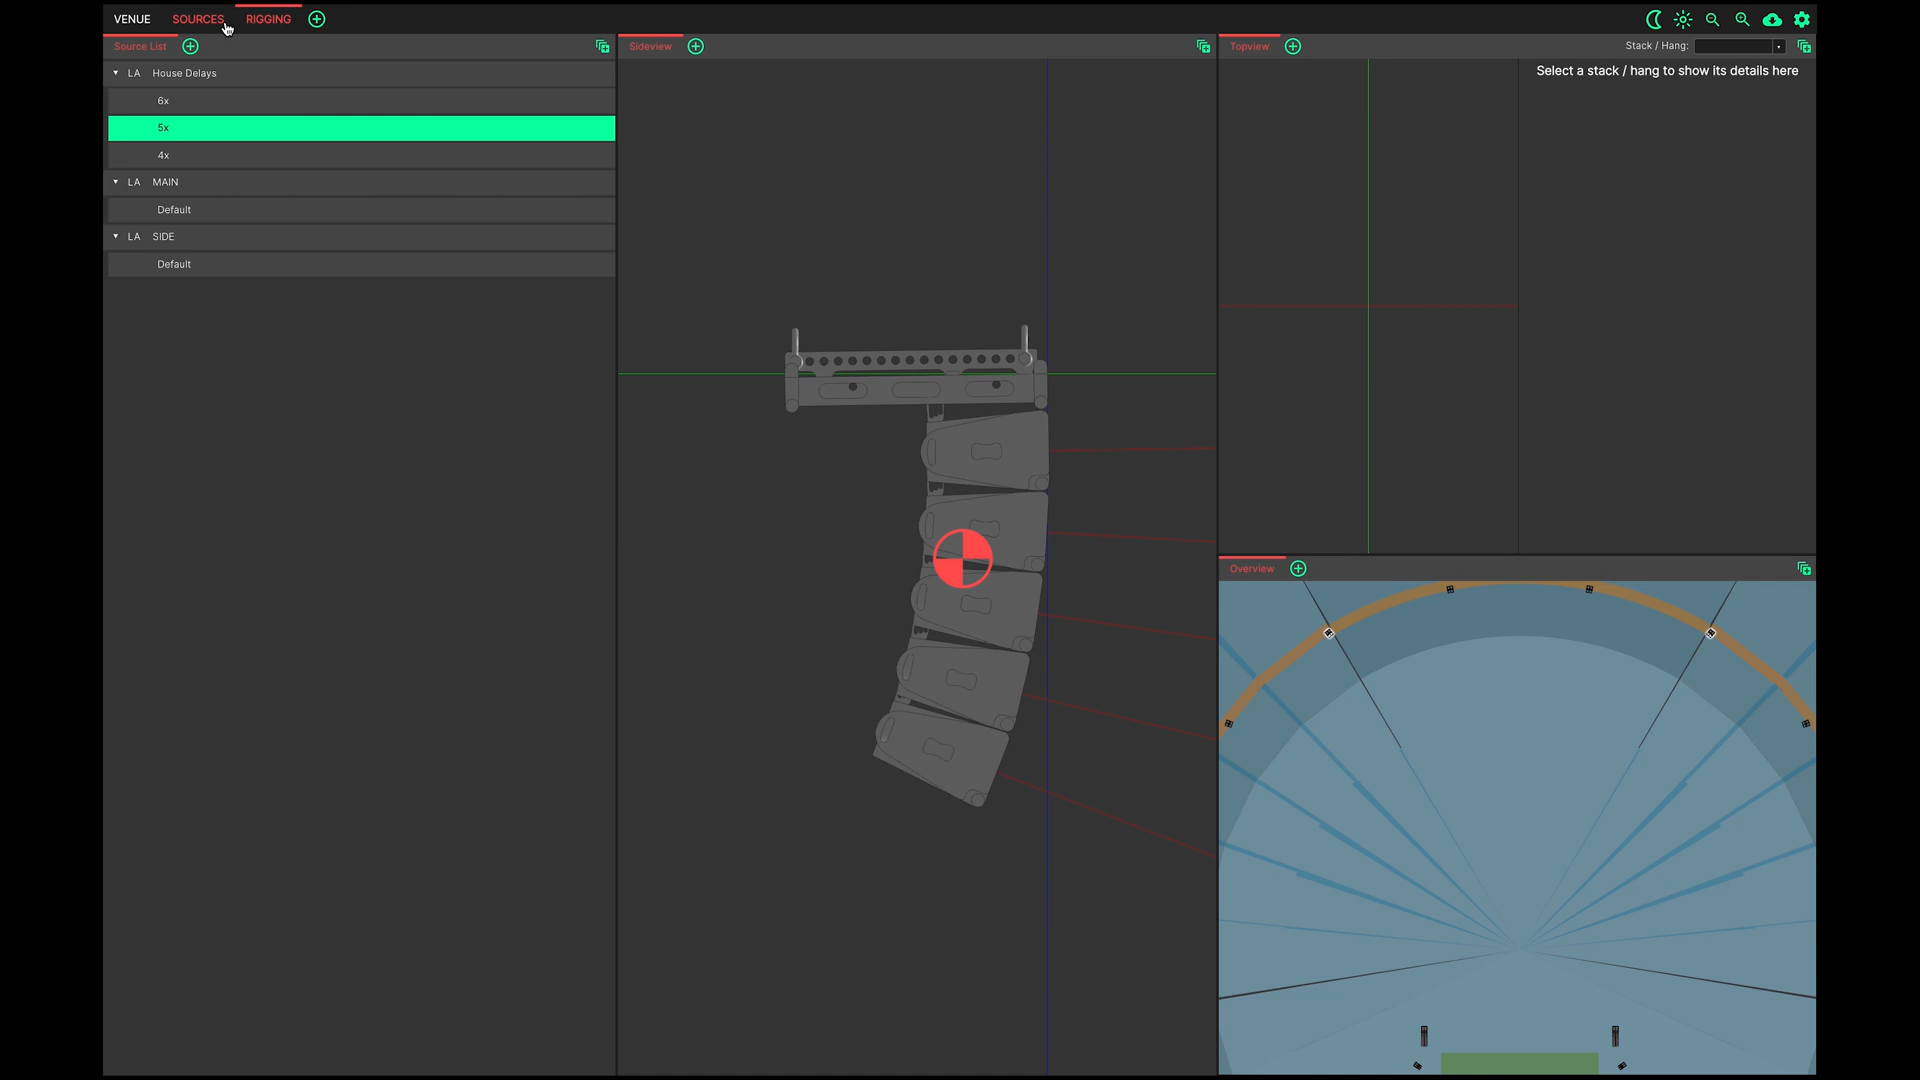 VENUE SOURCES RIGGING
Source List
Sideview
Topview
Stack / Hang:
LA House Delays
6x
5x
4x
LA MAIN
Default
LA SIDE
Default
Select a stack / hang to show its details here
Overview